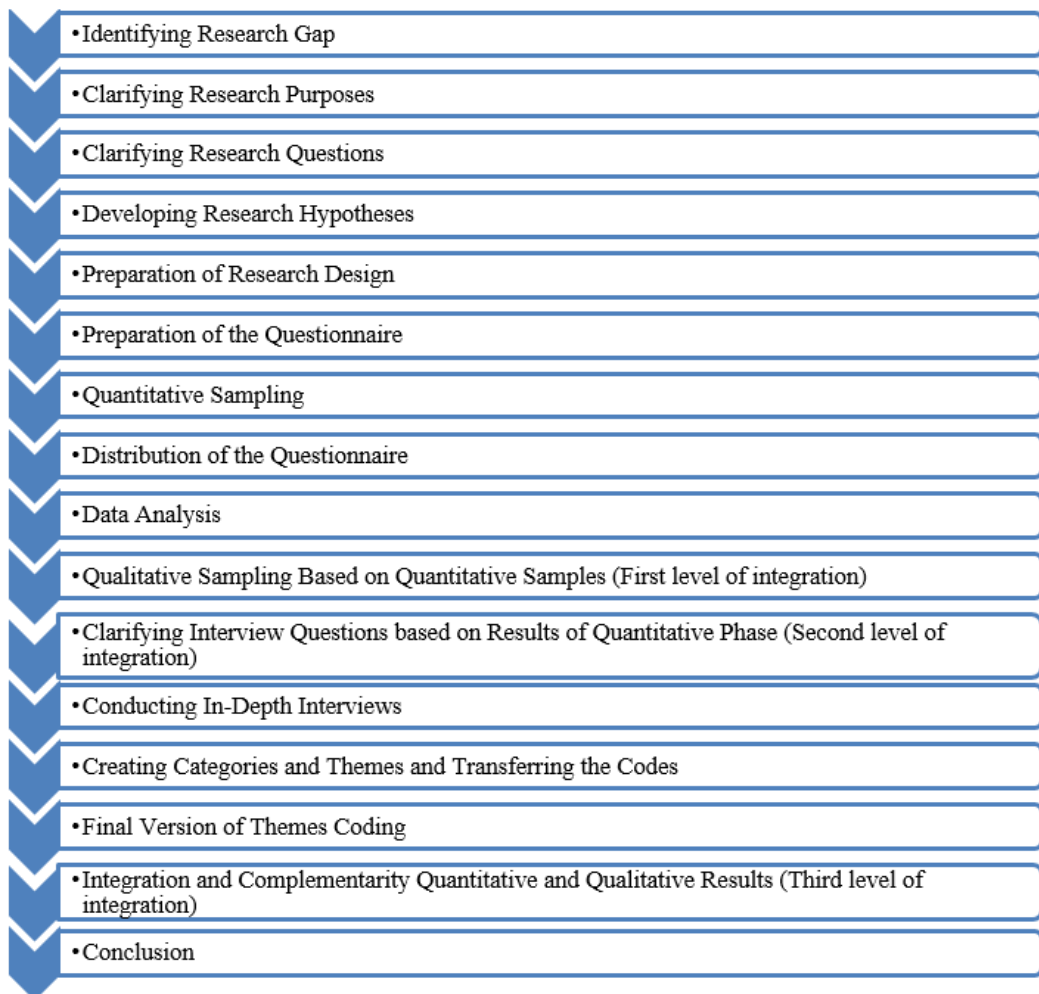 •Identifying Research Gap
•Clarifying Research Purposes
•Clarifying Research Questions
•Developing Research Hypotheses
•Preparation of Research Design
•Preparation of the Questionnaire
•Quantitative Sampling
•Distribution of the Questionnaire
•Data Analysis
•Qualitative Sampling Based on Quantitative Samples (First level of integration)
•Clarifying Interview Questions based on Results of Quantitative Phase (Second level of
integration)
•Conducting In-Depth Interviews
•Creating Categories and Themes and Transferring the Codes
•Final Version of Themes Coding
•Integration and Complementarity Quantitative and Qualitative Results (Third level of
integration)
•Conclusion